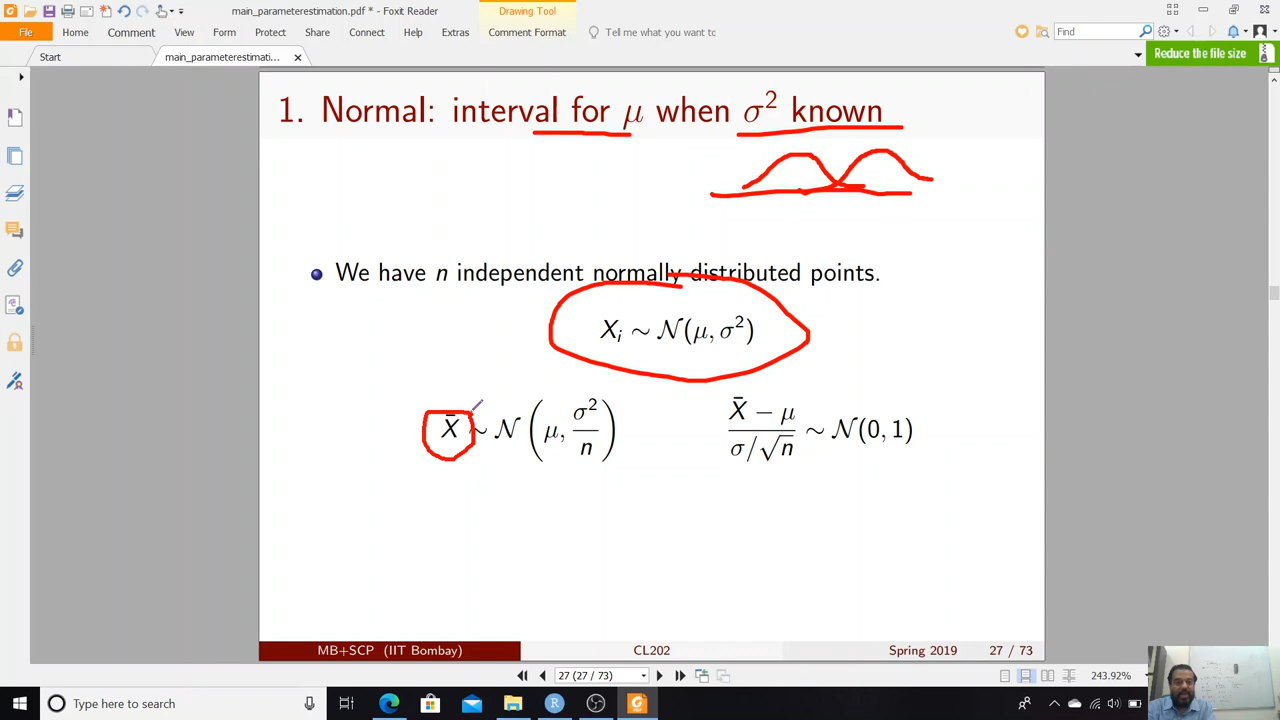 main_parameterestimation.pdf * - Foxit Reader
Drawing Tool
File Home Comment View Form Protect Share Connect Help Extras Comment Format Tell me what you want to Find
Start main_parameterestimati... Reduce the file size
1. Normal: interval for μ when σ² known
We have n independent normally distributed points.
Xᵢ ∼ 𝒩(μ, σ²)
X̄ ∼ 𝒩(μ, σ²/n) (X̄ − μ)/(σ/√n) ∼ 𝒩(0, 1)
MB+SCP (IIT Bombay) CL202 Spring 2019 27 / 73
27 (27 / 73) 243.92%
Type here to search